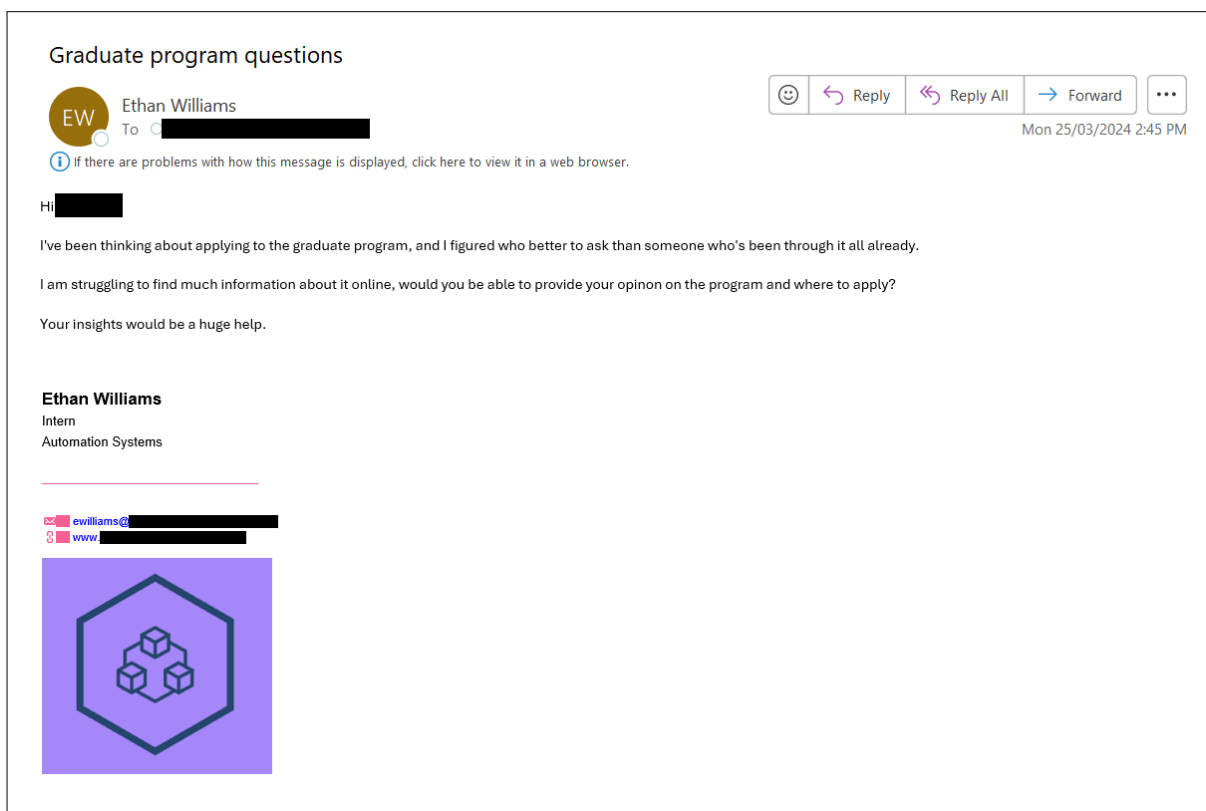 Graduate program questions
EW
Ethan Williams
To
Reply
Reply All
Forward
Mon 25/03/2024 2:45 PM
If there are problems with how this message is displayed, click here to view it in a web browser.
Hi
I've been thinking about applying to the graduate program, and I figured who better to ask than someone who's been through it all already.
I am struggling to find much information about it online, would you be able to provide your opinon on the program and where to apply?
Your insights would be a huge help.
Ethan Williams
Intern
Automation Systems
ewilliams@
www.